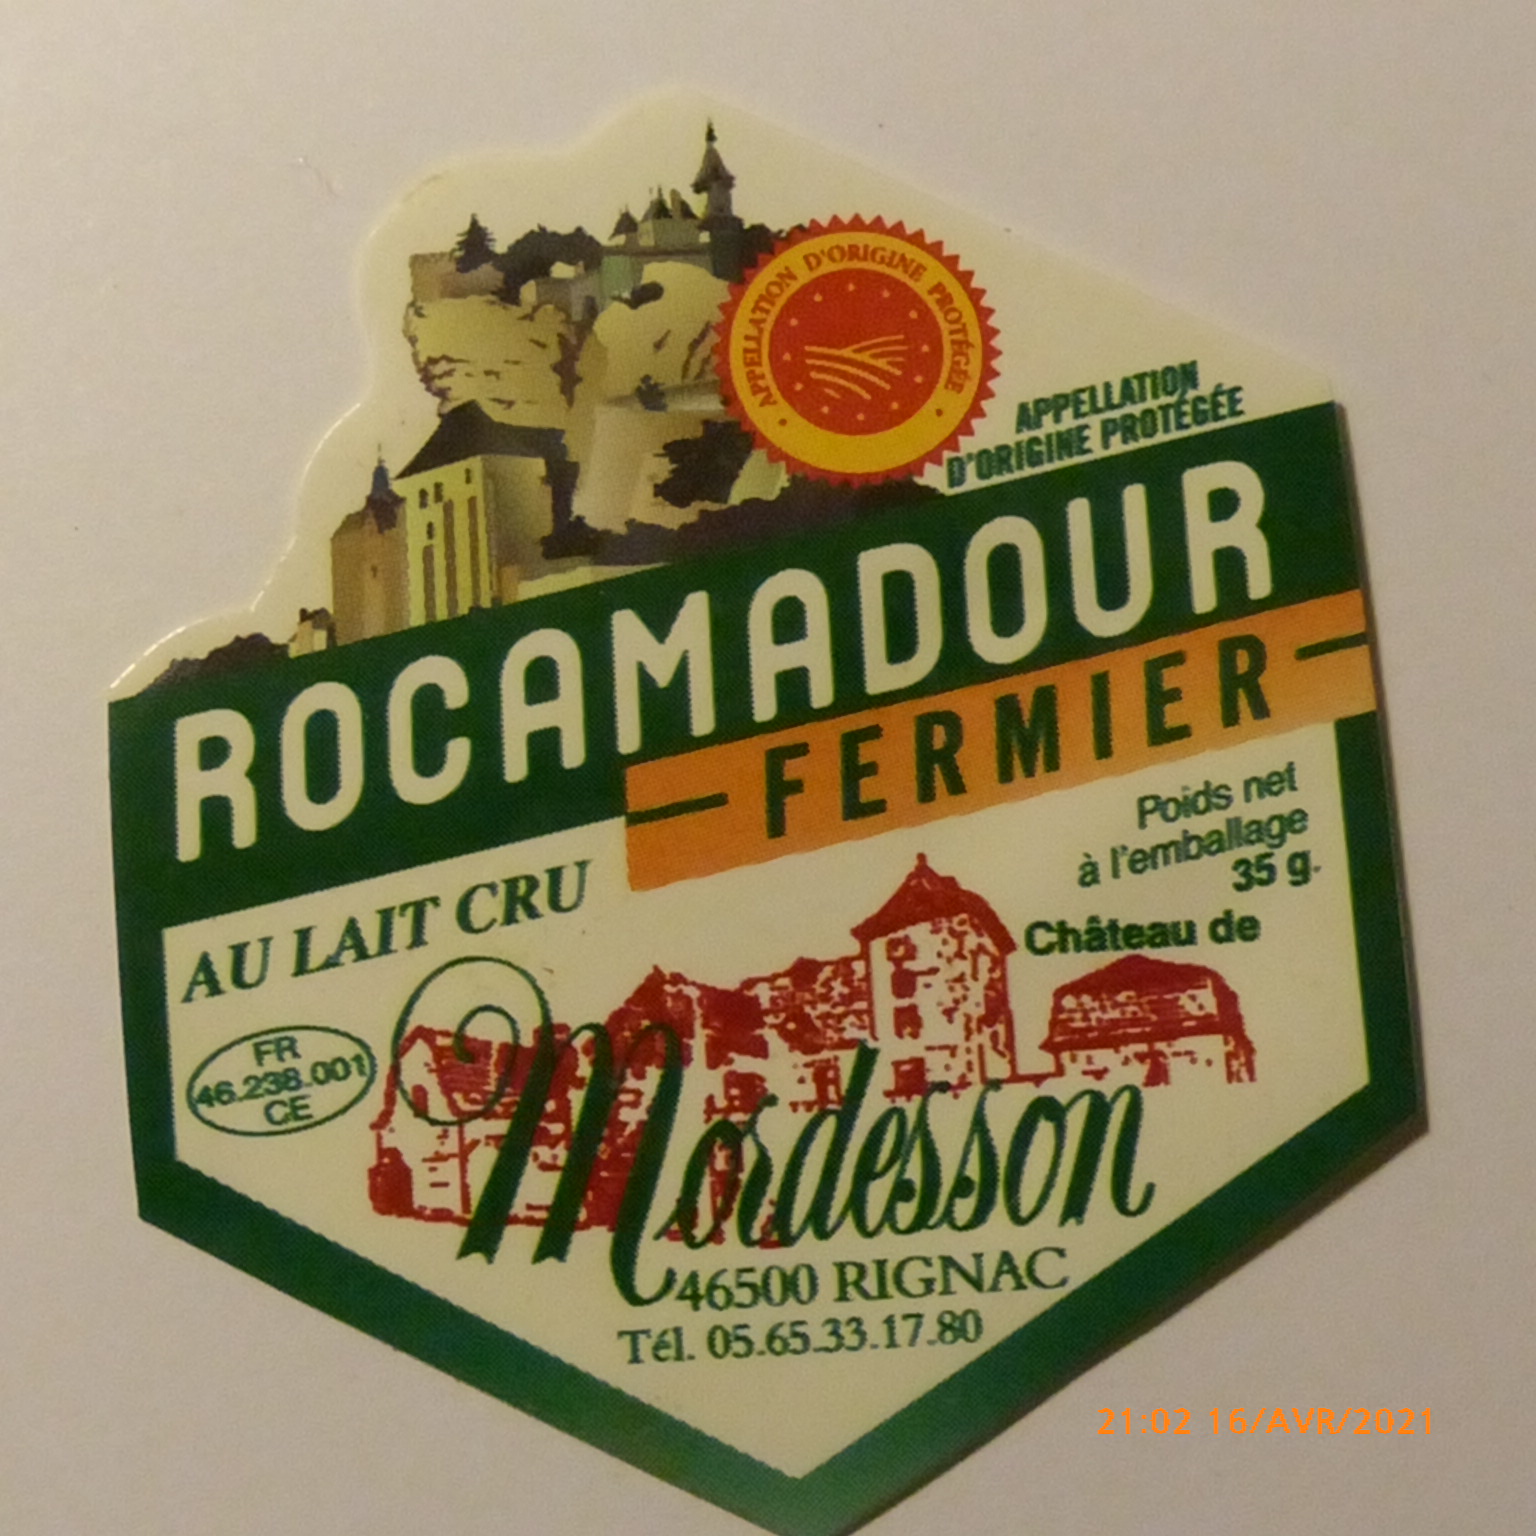 APPELLATION D'ORIGINE PROTÉGÉE
APPELLATION
D'ORIGINE PROTÉGÉE
ROCAMADOUR
FERMIER
Poids net
à l'emballage
35 g.
AU LAIT CRU
Château de
FR
46.238.001
CE
Mordesson
46500 RIGNAC
Tél. 05.65.33.17.80
21:02 16/AVR/2021